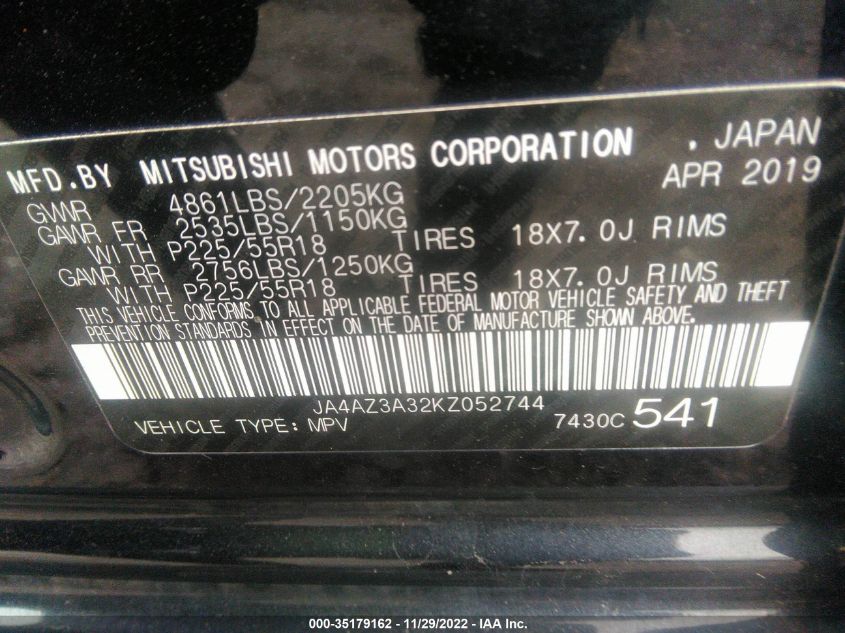 MFD.BY MITSUBISHI MOTORS CORPORATION , JAPAN
APR 2019
GVWR 4861LBS/2205KG
GAWR FR 2535LBS/1150KG
WITH P225/55R18 TIRES 18X7.0J RIMS
GAWR RR 2756LBS/1250KG
WITH P225/55R18 TIRES 18X7.0J RIMS
THIS VEHICLE CONFORMS TO ALL APPLICABLE FEDERAL MOTOR VEHICLE SAFETY AND THEFT
PREVENTION STANDARDS IN EFFECT ON THE DATE OF MANUFACTURE SHOWN ABOVE.
JA4AZ3A32KZ052744
VEHICLE TYPE: MPV 7430C 541
000-35179162 - 11/29/2022 - IAA Inc.